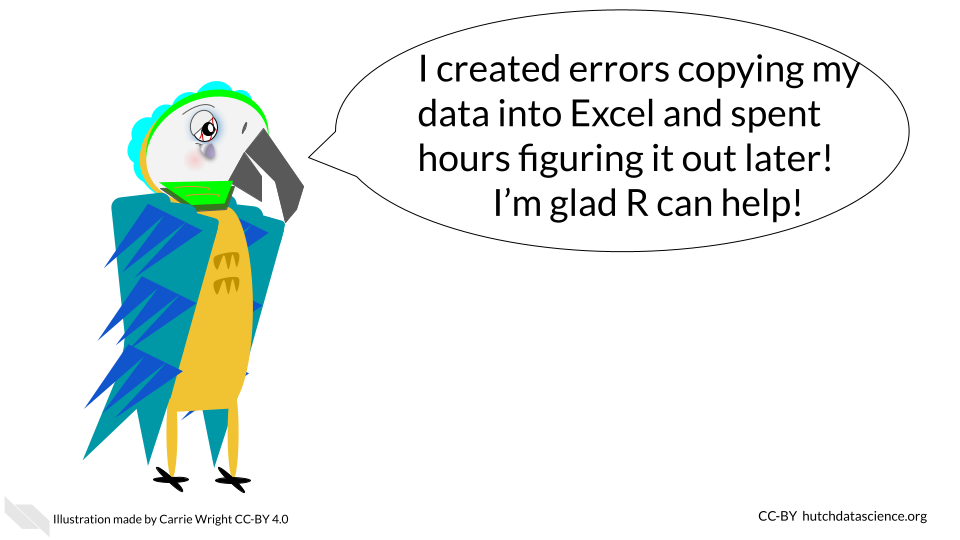 I created errors copying my
data into Excel and spent
hours figuring it out later!
I’m glad R can help!
Illustration made by Carrie Wright CC-BY 4.0
CC-BY hutchdatascience.org